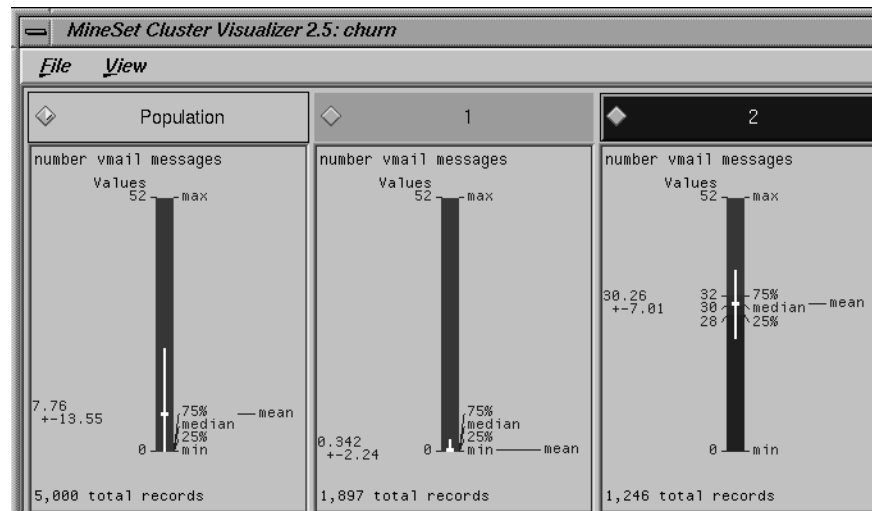 MineSet Cluster Visualizer 2.5: churn
File View
Population
number vmail messages
Values
52 max
7.76
+-13.55
75%
median
25%
0 min
mean
5,000 total records
1
number vmail messages
Values
52 max
0.342
+-2.24
75%
median
25%
0 min
mean
1,897 total records
2
number vmail messages
Values
52 max
30.26
+-7.01
32 75%
30 median
28 25%
mean
0 min
1,246 total records